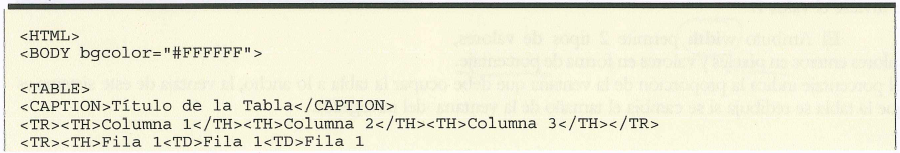 <HTML>
<BODY bgcolor="#FFFFFF">
<TABLE>
<CAPTION>Título de la Tabla</CAPTION>
<TR><TH>Columna 1</TH><TH>Columna 2</TH><TH>Columna 3</TH></TR>
<TR><TH>Fila 1<TD>Fila 1<TD>Fila 1